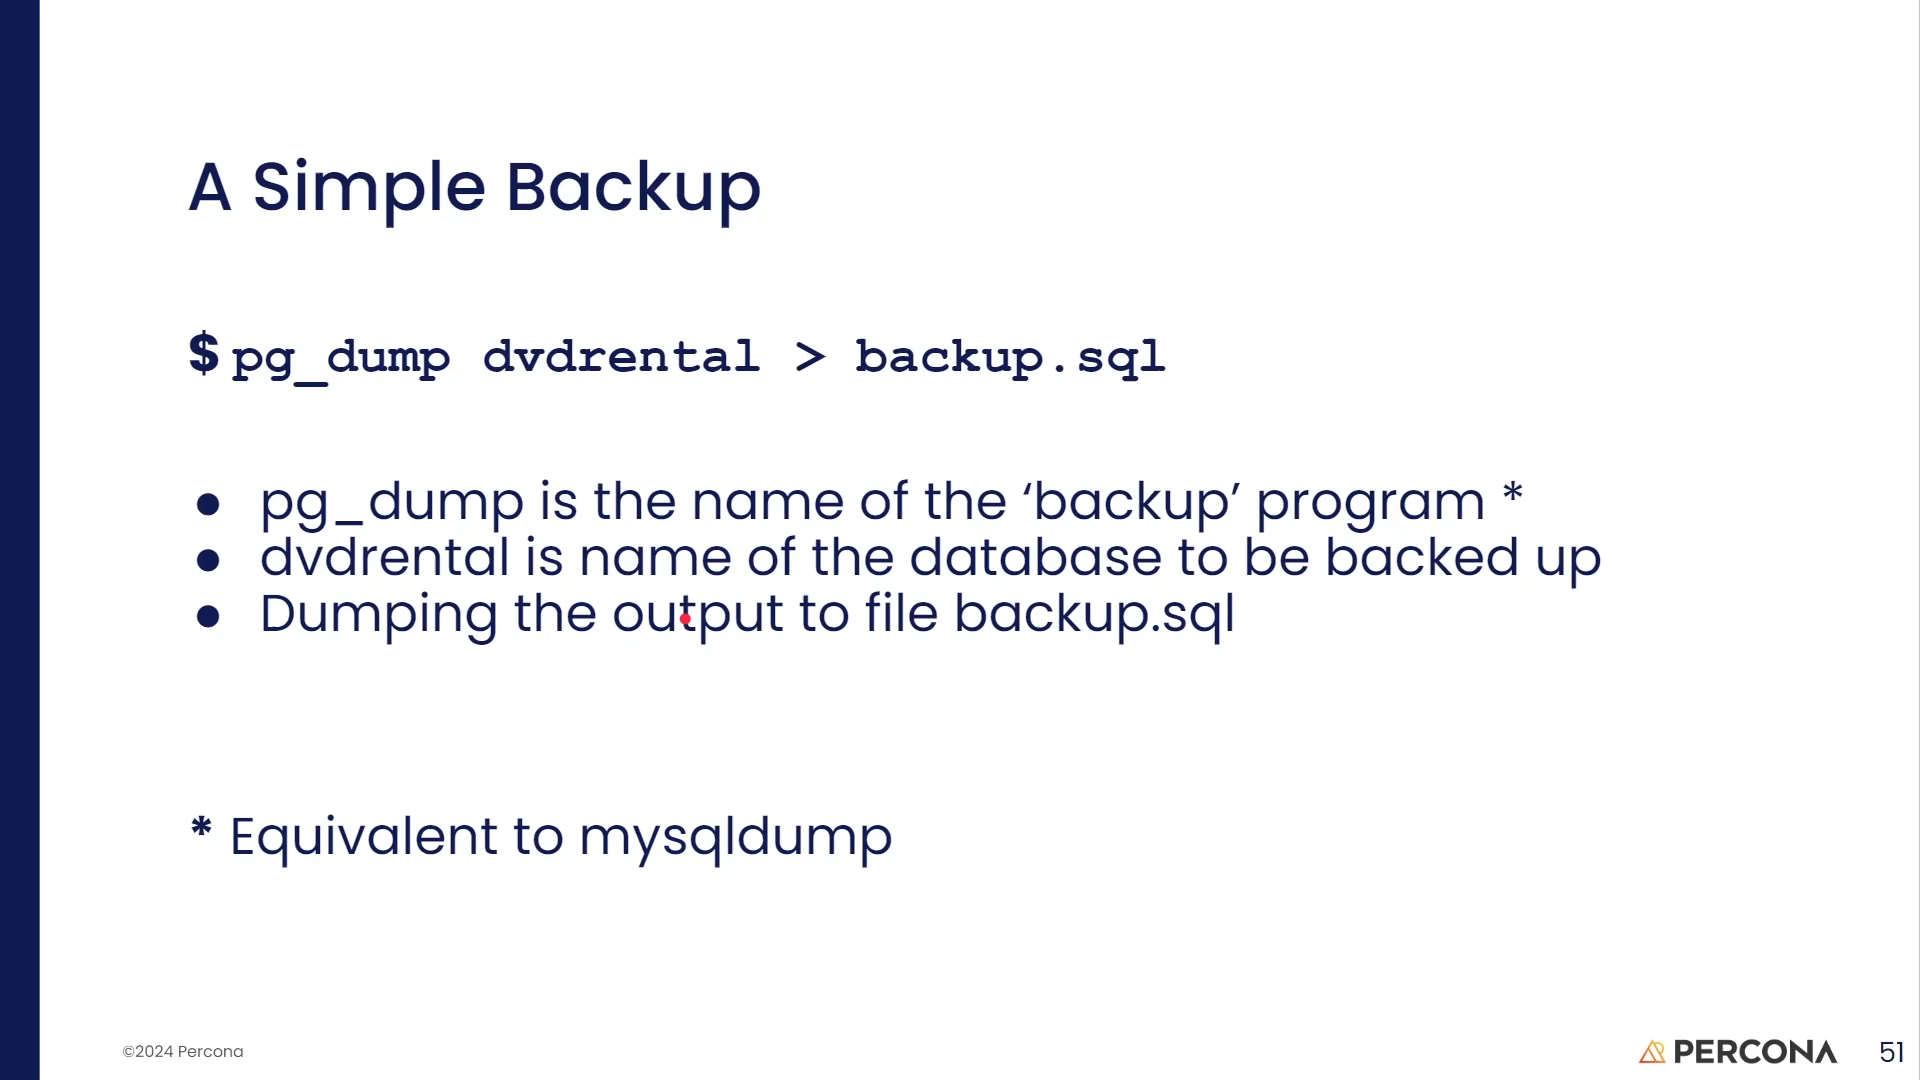 A Simple Backup
$ pg_dump dvdrental > backup.sql
● pg_dump is the name of the ‘backup’ program *
● dvdrental is name of the database to be backed up
● Dumping the output to file backup.sql
* Equivalent to mysqldump
©2024 Percona
PERCONA
51